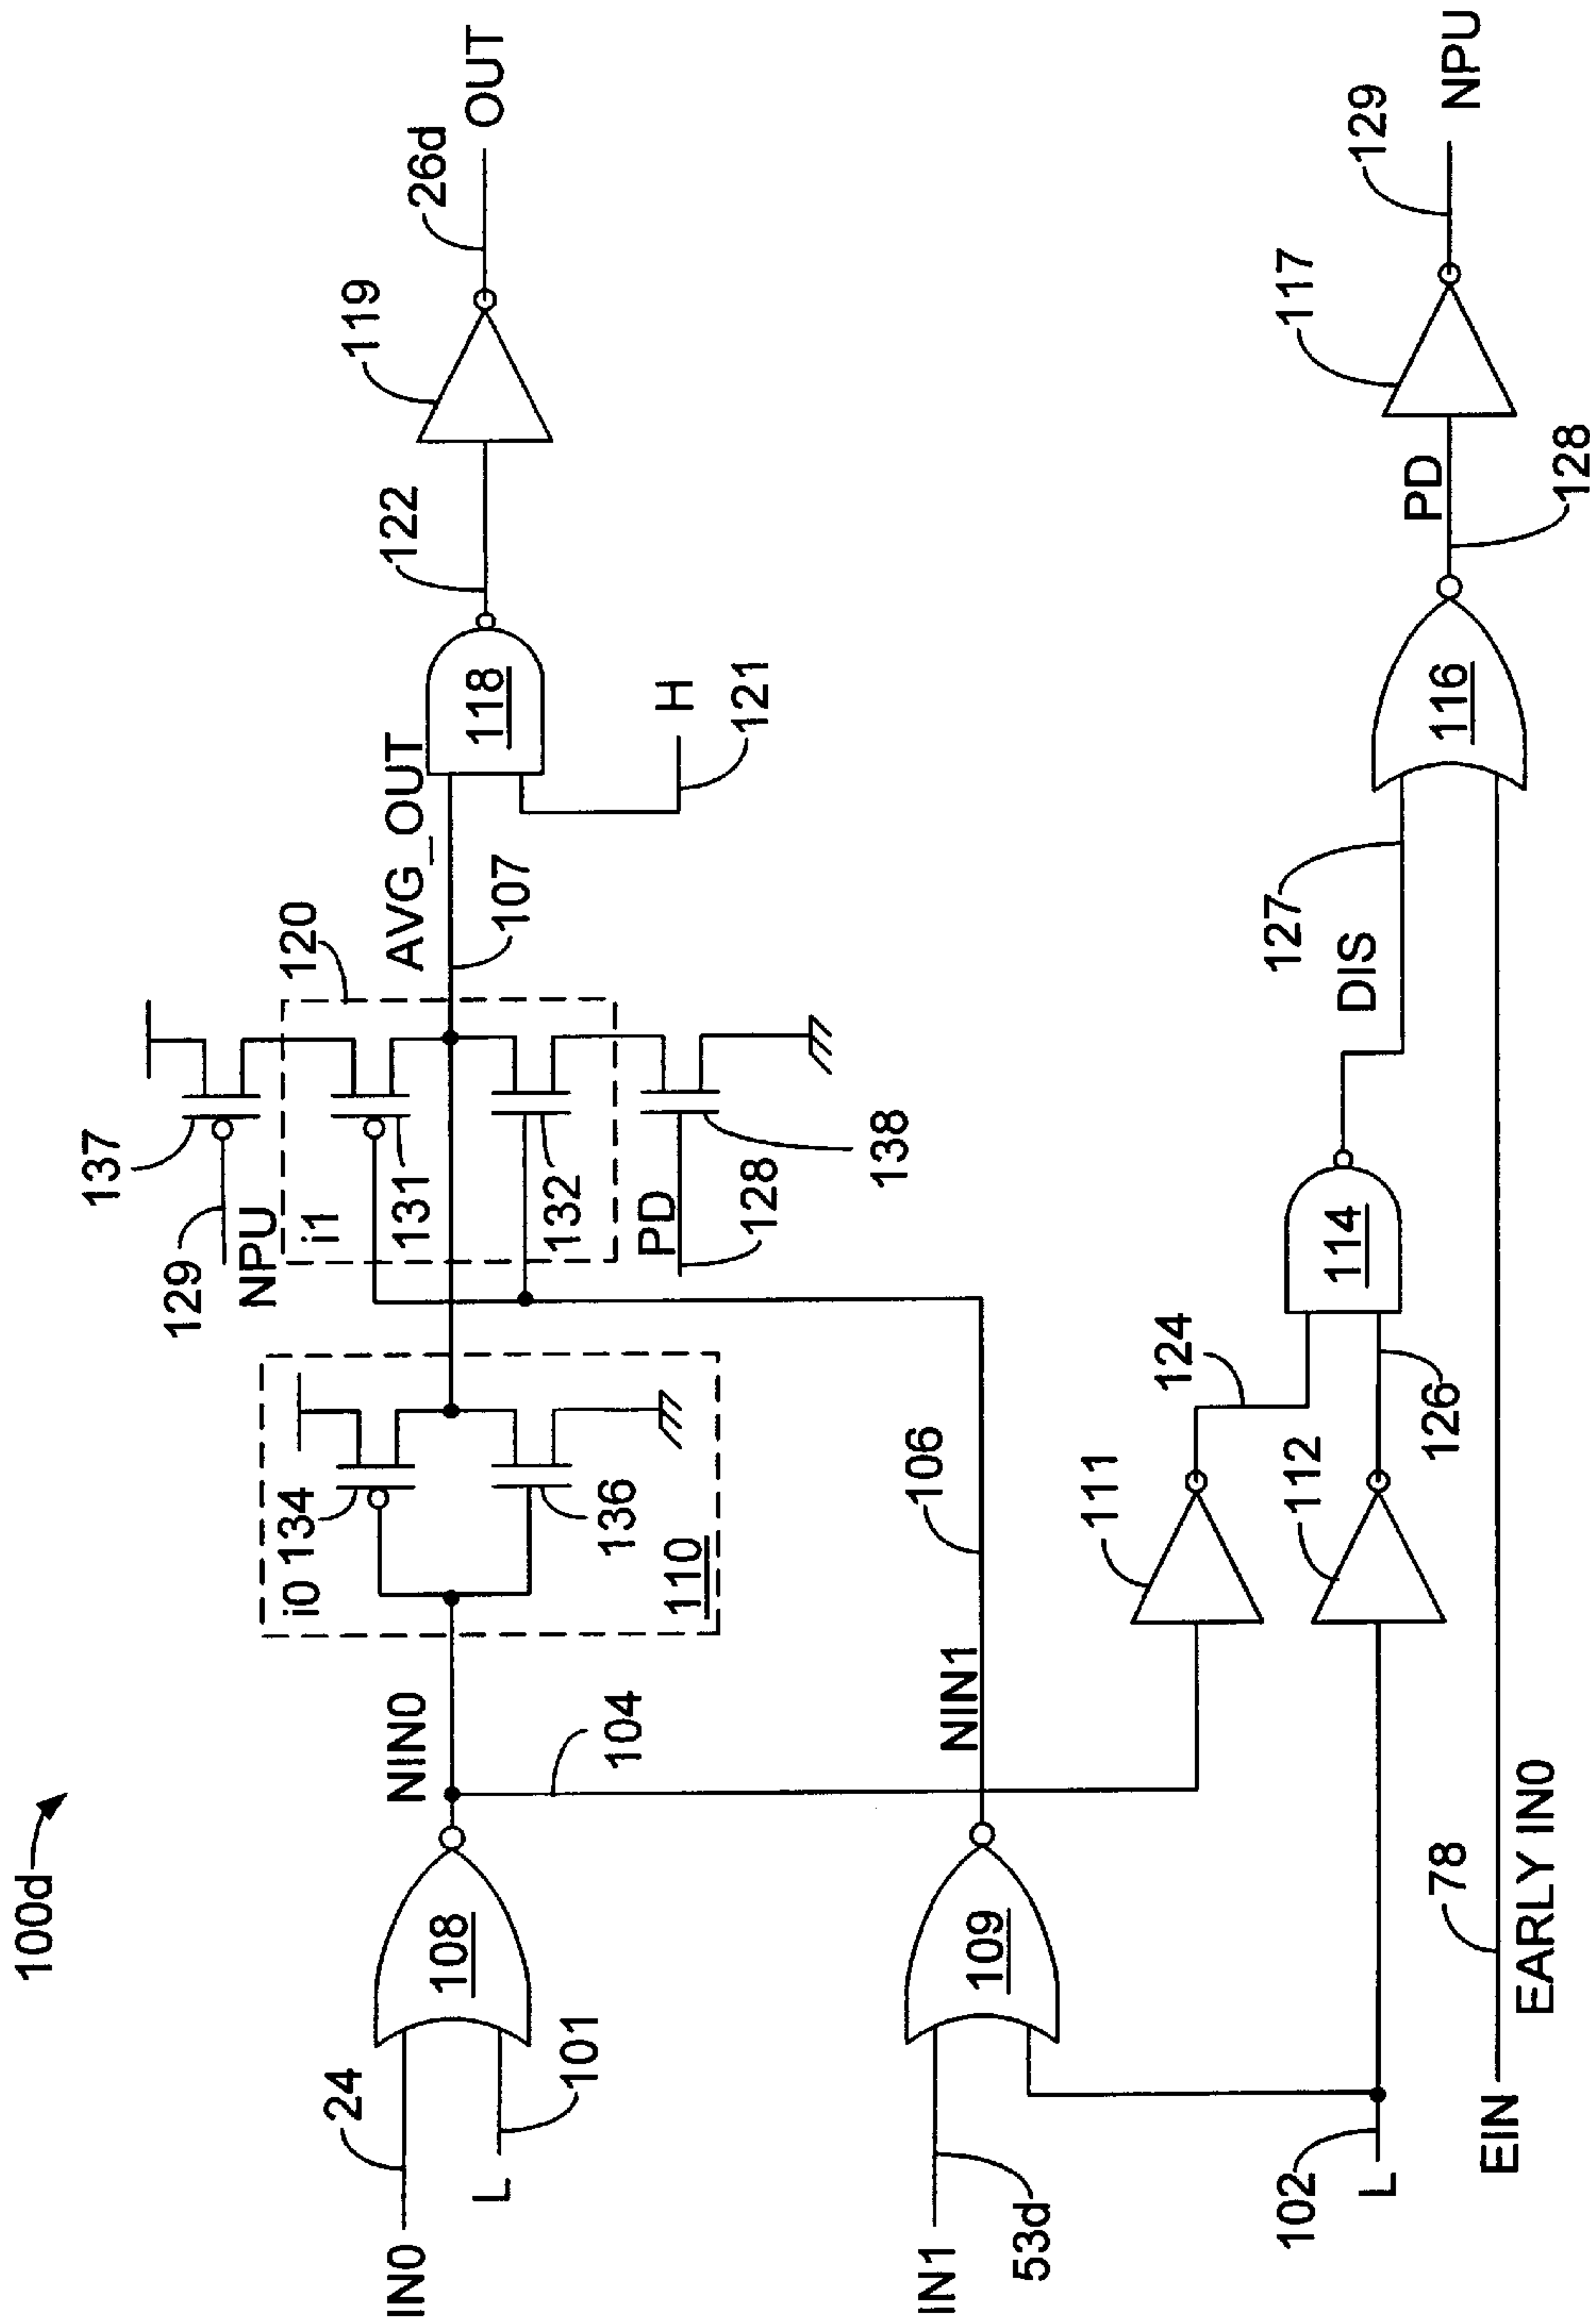 100d
IN0
24
L
101
108
NIN0
104
i0
134
136
110
137
129
NPU
i1
131
132
120
PD
128
138
AVG_OUT
107
118
H
121
122
119
26d
OUT
IN1
53d
109
NIN1
106
102
L
111
112
124
126
114
DIS
127
EIN
78
EARLY IN0
116
PD
128
117
129
NPU